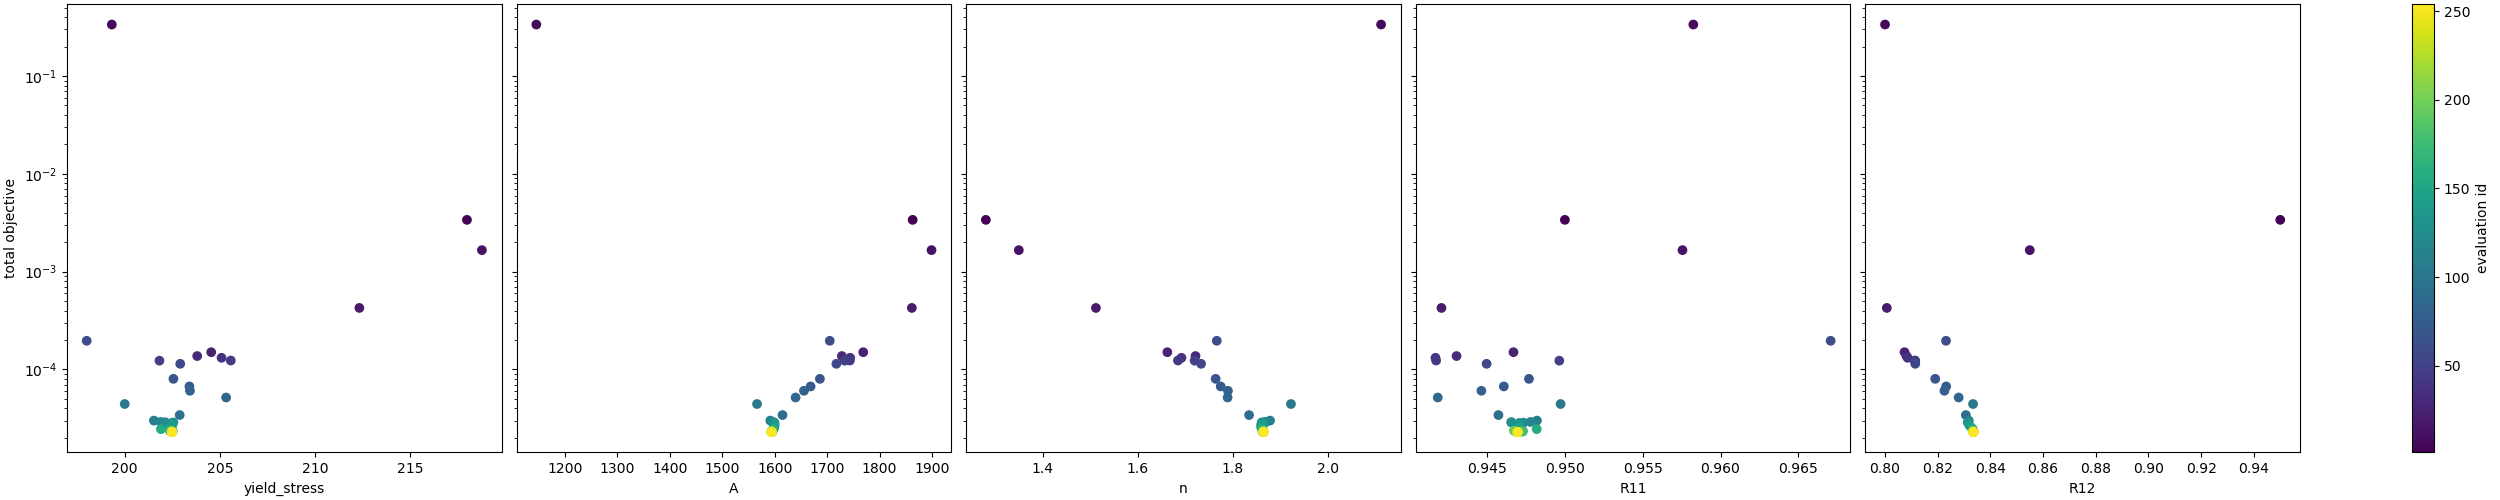 total objective
10⁻¹
10⁻²
10⁻³
10⁻⁴
200 205 210 215
yield_stress
1200 1300 1400 1500 1600 1700 1800 1900
A
1.4 1.6 1.8 2.0
n
0.945 0.950 0.955 0.960 0.965
R11
0.80 0.82 0.84 0.86 0.88 0.90 0.92 0.94
R12
250
200
150
100
50
evaluation id